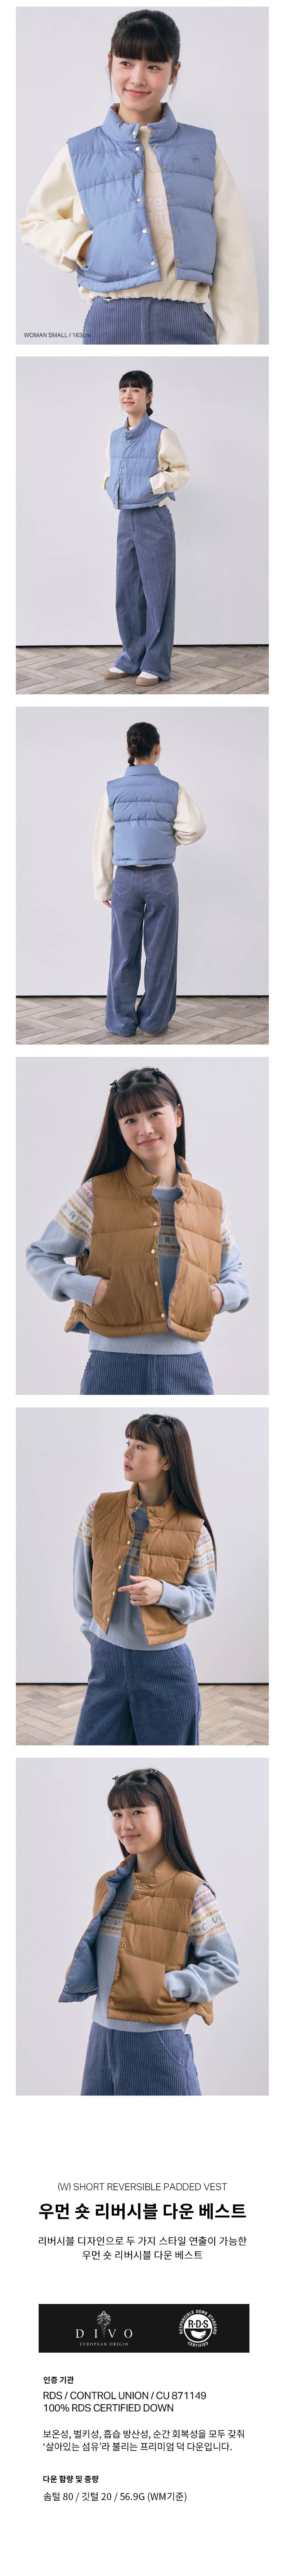 WOMAN SMALL / 163cm
(W) SHORT REVERSIBLE PADDED VEST
우먼 숏 리버시블 다운 베스트
리버시블 디자인으로 두 가지 스타일 연출이 가능한
우먼 숏 리버시블 다운 베스트
DIVO
EUROPEAN ORIGIN
RESPONSIBLE DOWN STANDARD
R·D·S
CERTIFIED
인증 기관
RDS / CONTROL UNION / CU 871149
100% RDS CERTIFIED DOWN
보온성, 벌키성, 흡습 방산성, 순간 회복성을 모두 갖춰
‘살아있는 섬유’라 불리는 프리미엄 덕 다운입니다.
다운 함량 및 중량
솜털 80 / 깃털 20 / 56.9G (WM기준)